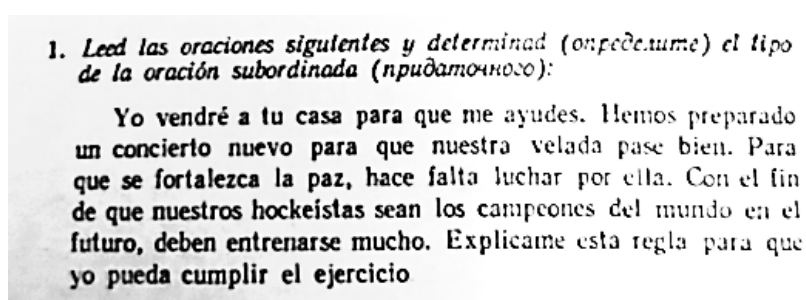 1. Leed las oraciones siguientes y determinad (определите) el tipo
de la oración subordinada (придаточного):
Yo vendré a tu casa para que me ayudes. Hemos preparado
un concierto nuevo para que nuestra velada pase bien. Para
que se fortalezca la paz, hace falta luchar por ella. Con el fin
de que nuestros hockeístas sean los campeones del mundo en el
futuro, deben entrenarse mucho. Explícame esta regla para que
yo pueda cumplir el ejercicio